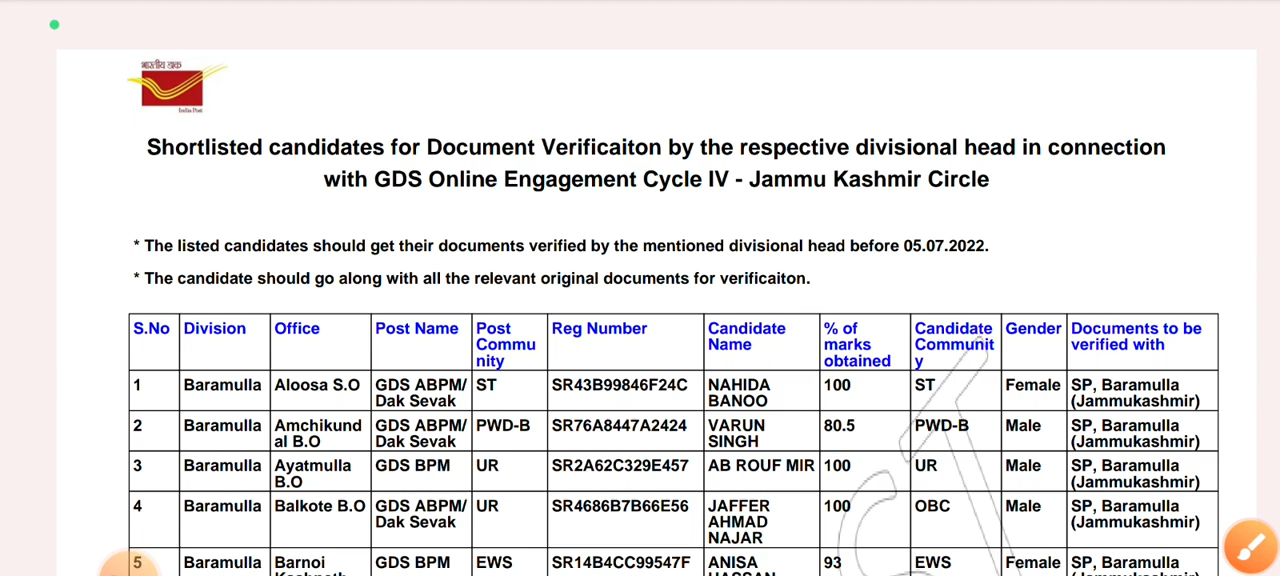 भारतीय डाक
India Post
Shortlisted candidates for Document Verificaiton by the respective divisional head in connection
with GDS Online Engagement Cycle IV - Jammu Kashmir Circle
* The listed candidates should get their documents verified by the mentioned divisional head before 05.07.2022.
* The candidate should go along with all the relevant original documents for verificaiton.
S.No Division Office Post Name Post Reg Number Candidate % of Candidate Gender Documents to be
Commu Name marks Communit verified with
nity obtained y
1 Baramulla Aloosa S.O GDS ABPM/ ST SR43B99846F24C NAHIDA 100 ST Female SP, Baramulla
Dak Sevak BANOO (Jammukashmir)
2 Baramulla Amchikund GDS ABPM/ PWD-B SR76A8447A2424 VARUN 80.5 PWD-B Male SP, Baramulla
al B.O Dak Sevak SINGH (Jammukashmir)
3 Baramulla Ayatmulla GDS BPM UR SR2A62C329E457 AB ROUF MIR 100 UR Male SP, Baramulla
B.O (Jammukashmir)
4 Baramulla Balkote B.O GDS ABPM/ UR SR4686B7B66E56 JAFFER 100 OBC Male SP, Baramulla
Dak Sevak AHMAD (Jammukashmir)
NAJAR
5 Baramulla Barnoi GDS BPM EWS SR14B4CC99547F ANISA 93 EWS Female SP, Baramulla